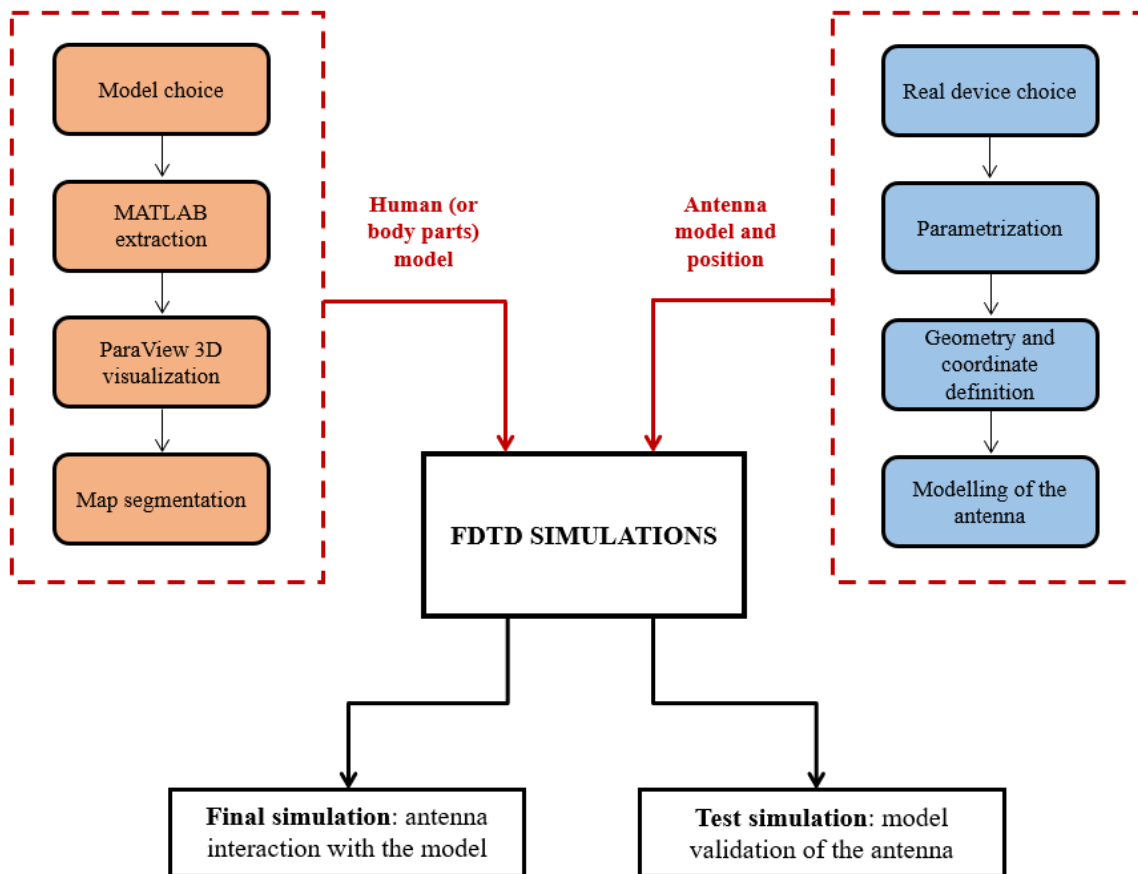 Model choice
MATLAB
extraction
ParaView 3D
visualization
Map segmentation
Human (or
body parts)
model
Antenna
model and
position
Real device choice
Parametrization
Geometry and
coordinate
definition
Modelling of the
antenna
FDTD SIMULATIONS
Final simulation: antenna
interaction with the model
Test simulation: model
validation of the antenna